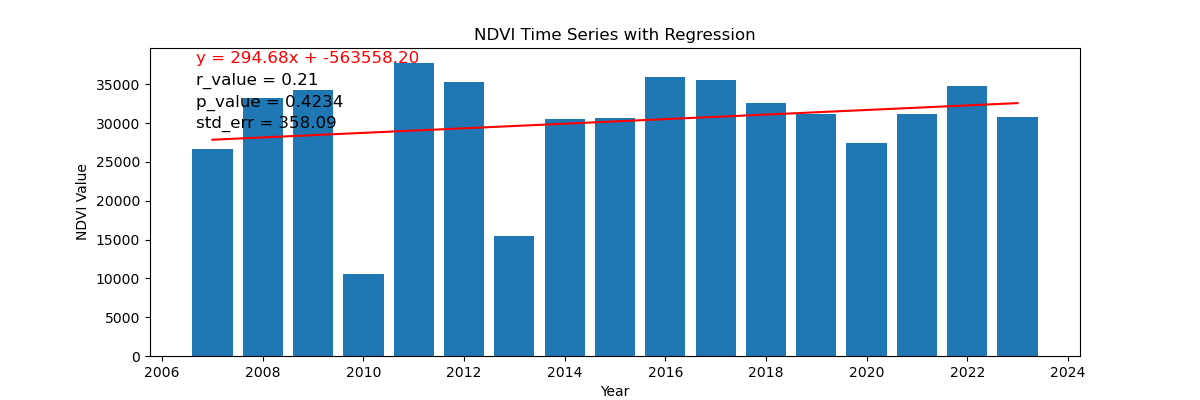 NDVI Time Series with Regression
y = 294.68x + -563558.20
r_value = 0.21
p_value = 0.4234
std_err = 358.09
NDVI Value
35000
30000
25000
20000
15000
10000
5000
0
2006 2008 2010 2012 2014 2016 2018 2020 2022 2024
Year